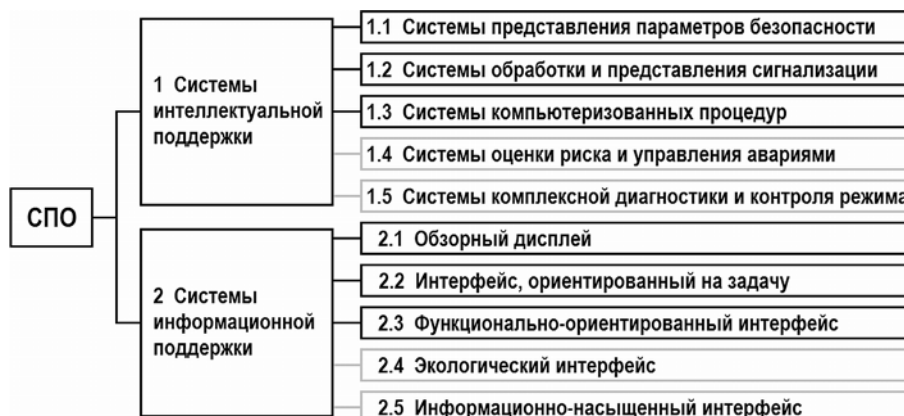 СПО
1 Системы
интеллектуальной
поддержки
1.1 Системы представления параметров безопасности
1.2 Системы обработки и представления сигнализации
1.3 Системы компьютеризованных процедур
1.4 Системы оценки риска и управления авариями
1.5 Системы комплексной диагностики и контроля режима
2 Системы
информационной
поддержки
2.1 Обзорный дисплей
2.2 Интерфейс, ориентированный на задачу
2.3 Функционально-ориентированный интерфейс
2.4 Экологический интерфейс
2.5 Информационно-насыщенный интерфейс